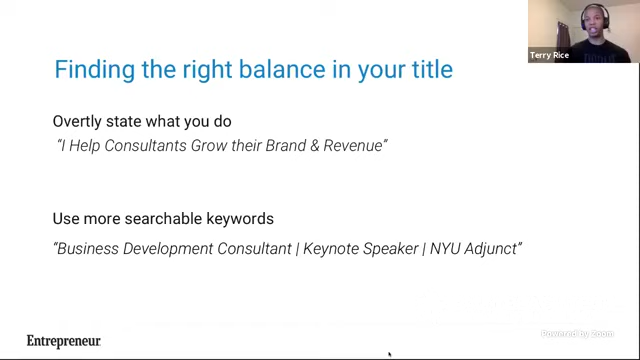 Terry Rice
Finding the right balance in your title
Overtly state what you do
“I Help Consultants Grow their Brand & Revenue”
Use more searchable keywords
“Business Development Consultant | Keynote Speaker | NYU Adjunct”
Entrepreneur
Powered by Zoom